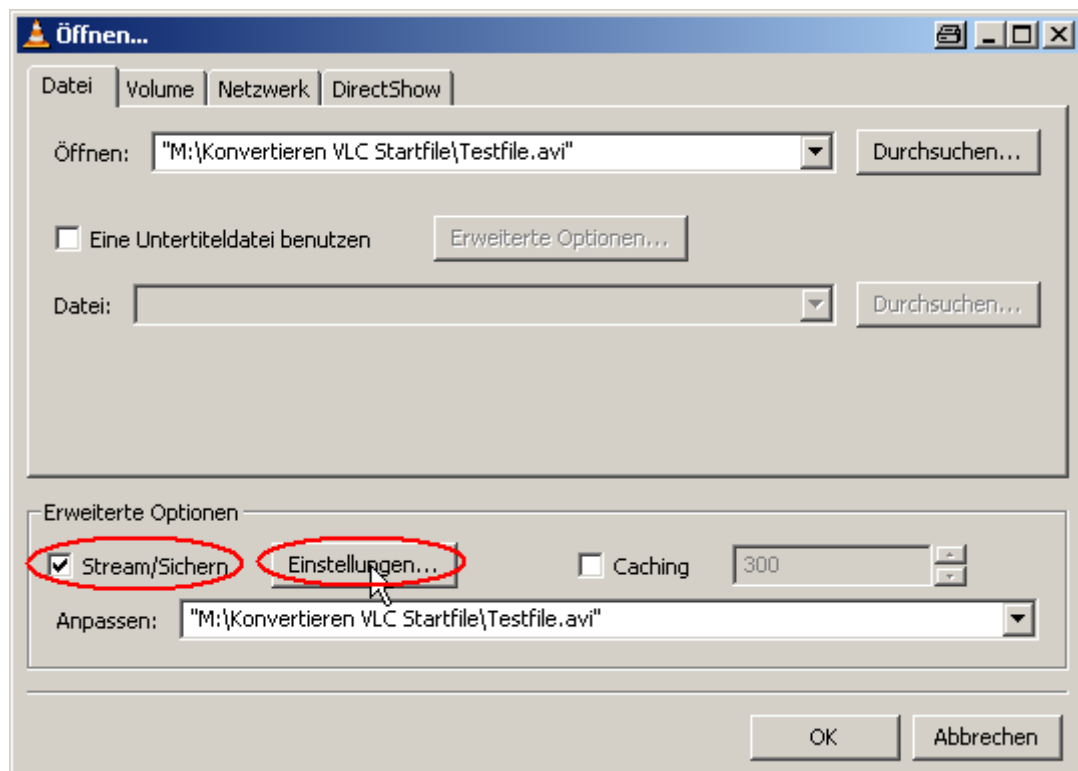 Öffnen...
Datei Volume Netzwerk DirectShow
Öffnen: "M:\Konvertieren VLC Startfile\Testfile.avi" Durchsuchen...
Eine Untertiteldatei benutzen Erweiterte Optionen...
Datei: Durchsuchen...
Erweiterte Optionen
Stream/Sichern Einstellungen... Caching 300
Anpassen: "M:\Konvertieren VLC Startfile\Testfile.avi"
OK Abbrechen